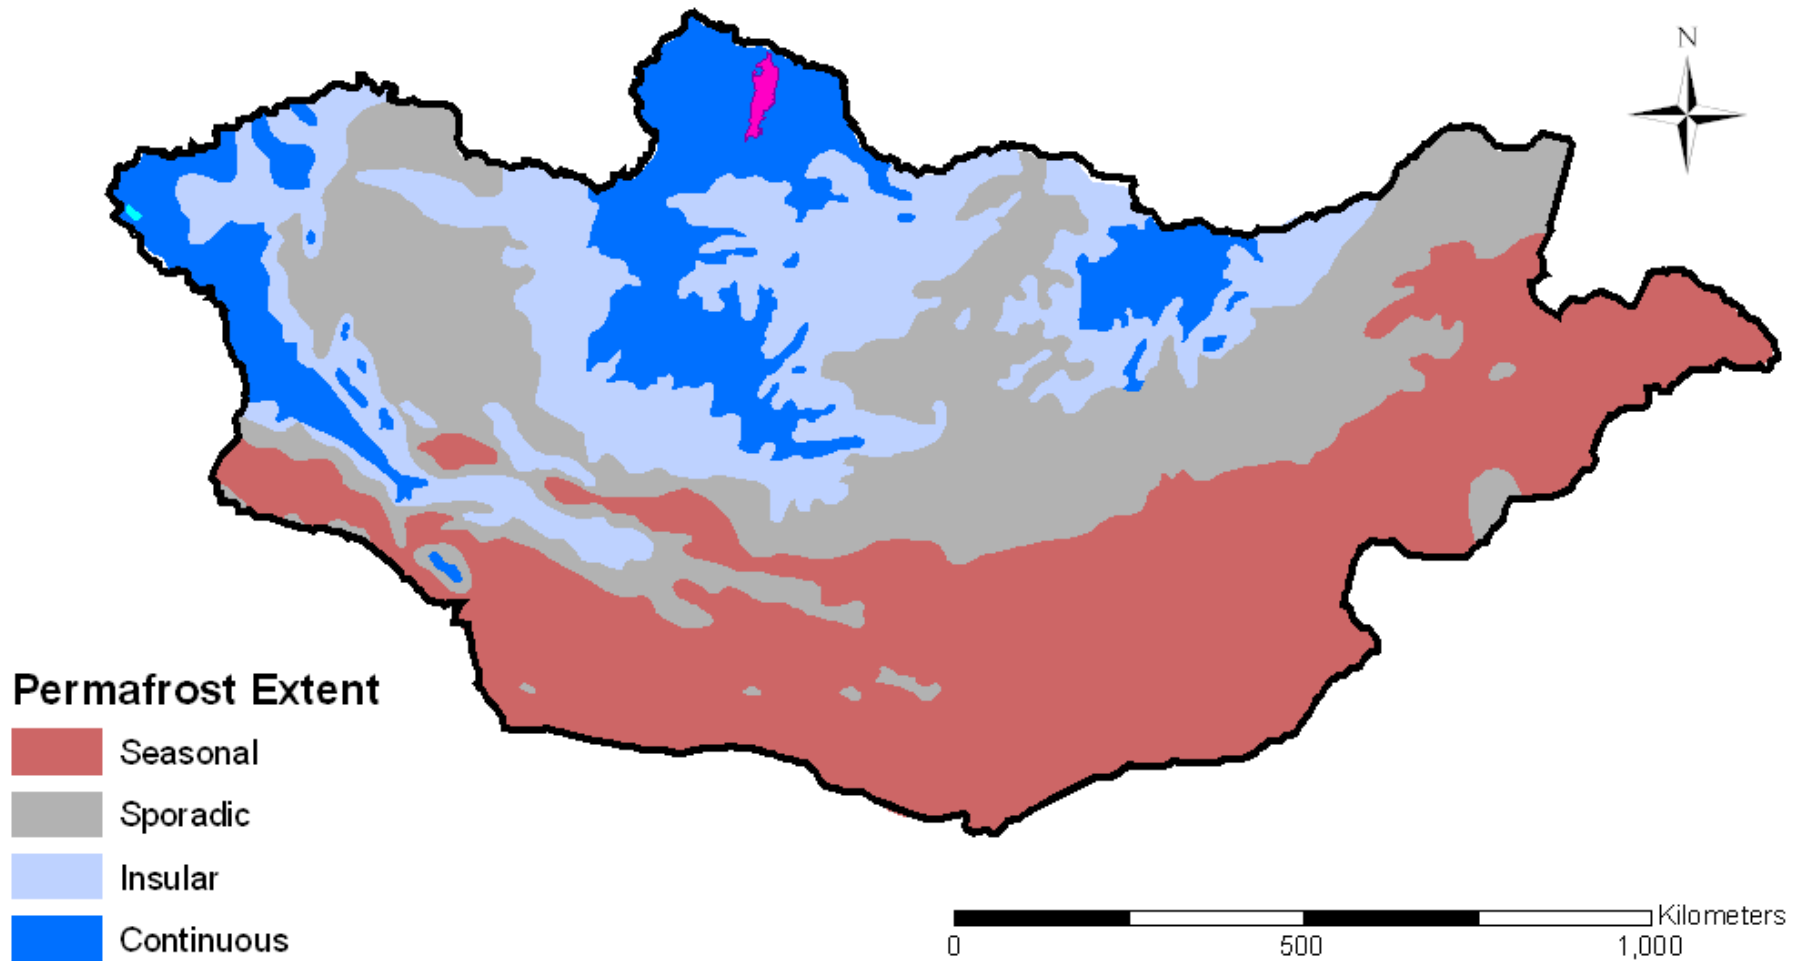 N
Permafrost Extent
Seasonal
Sporadic
Insular
Continuous
Kilometers
0 500 1,000